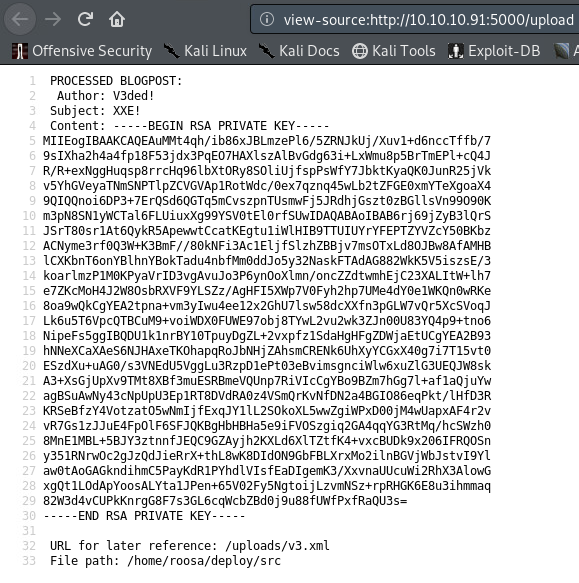 view-source:http://10.10.10.91:5000/upload
Offensive Security Kali Linux Kali Docs Kali Tools Exploit-DB
1 PROCESSED BLOGPOST:
2 Author: V3ded!
3 Subject: XXE!
4 Content: -----BEGIN RSA PRIVATE KEY-----
5 MIIEogIBAAKCAQEAuMMt4qh/ib86xJBLmzePl6/5ZRNJkUj/Xuv1+d6nccTffb/7
6 9sIXha2h4a4fp18F53jdx3PqEO7HAXlszAlBvGdg63i+LxWmu8p5BrTmEPl+cQ4J
7 R/R+exNggHuqsp8rrcHq96lbXtORy8SOliUjfspPsWfY7JbktKyaQK0JunR25jVk
8 v5YhGVeyaTNmSNPTlpZCVGVAp1RotWdc/0ex7qznq45wLb2tZFGE0xmYTeXgoaX4
9 9QIQQnoi6DP3+7ErQSd6QGTq5mCvszpnTUsmwFj5JRdhjGszt0zBGllsVn99O90K
10 m3pN8SN1yWCTal6FLUiuxXg99YSV0tEl0rfSUwIDAQABAoIBAB6rj69jZyB3lQrS
11 JSrT80sr1At6QykR5ApewwtCcatKEgtu1iWlHIB9TTUIUYrYFEPTZYVZcY50BKbz
12 ACNyme3rf0Q3W+K3BmF//80kNFi3Ac1EljfSlzhZBBjv7msOTxLd8OJBw8AfAMHB
13 lCXKbnT6onYBlhnYBokTadu4nbfMm0ddJo5y32NaskFTAdAG882WkK5V5iszsE/3
14 koarlmzP1M0KPyaVrID3vgAvuJo3P6ynOoXlmn/oncZZdtwmhEjC23XALItW+lh7
15 e7ZKcMoH4J2W8OsbRXVF9YLSZz/AgHFI5XWp7V0Fyh2hp7UMe4dY0e1WKQn0wRKe
16 8oa9wQkCgYEA2tpna+vm3yIwu4ee12x2GhU7lsw58dcXXfn3pGLW7vQr5XcSVoqJ
17 Lk6u5T6VpcQTBCuM9+voiWDX0FUWE97obj8TYwL2vu2wk3ZJn00U83YQ4p9+tno6
18 NipeFs5ggIBQDU1k1nrBY10TpuyDgZL+2vxpfz1SdaHgHFgZDWjaEtUCgYEA2B93
19 hNNeXCaXAeS6NJHAxeTKOhapqRoJbNHjZAhsmCRENk6UhXyYCGxX40g7i7T15vt0
20 ESzdXu+uAG0/s3VNEdU5VggLu3RzpD1ePt03eBvimsgnciWlw6xuZlG3UEQJW8sk
21 A3+XsGjUpXv9TMt8XBf3muESRBmeVQUnp7RiVIcCgYBo9BZm7hGg7l+af1aQjuYw
22 agBSuAwNy43cNpUpU3Ep1RT8DVdRA0z4VSmQrKvNfDN2a4BGIO86eqPkt/lHfD3R
23 KRSeBfzY4VotzatO5wNmIjfExqJY1lL2SOkoXL5wwZgiWPxD00jM4wUapxAF4r2v
24 vR7Gs1zJJuE4FpOlF6SFJQKBgHbHBHa5e9iFVOSzgiq2GA4qqYG3RtMq/hcSWzh0
25 8MnE1MBL+5BJY3ztnnfJEQC9GZAyjh2KXLd6XlTZtfK4+vxcBUDk9x206IFRQOSn
26 y351RNrwOc2gJzQdJieRrX+thL8wK8DIdON9GbFBLXrxMo2ilnBGVjWbJstvI9Yl
27 aw0tAoGAGkndihmC5PayKdR1PYhdlVIsfEaDIgemK3/XxvnaUUcuWi2RhX3AlowG
28 xgQt1LOdApYoosALYta1JPen+65V02Fy5NgtoijLzvmNSz+rpRHGK6E8u3ihmmaq
29 82W3d4vCUPkKnrgG8F7s3GL6cqWcbZBd0j9u88fUWfPxfRaQU3s=
30 -----END RSA PRIVATE KEY-----
31
32 URL for later reference: /uploads/v3.xml
33 File path: /home/roosa/deploy/src